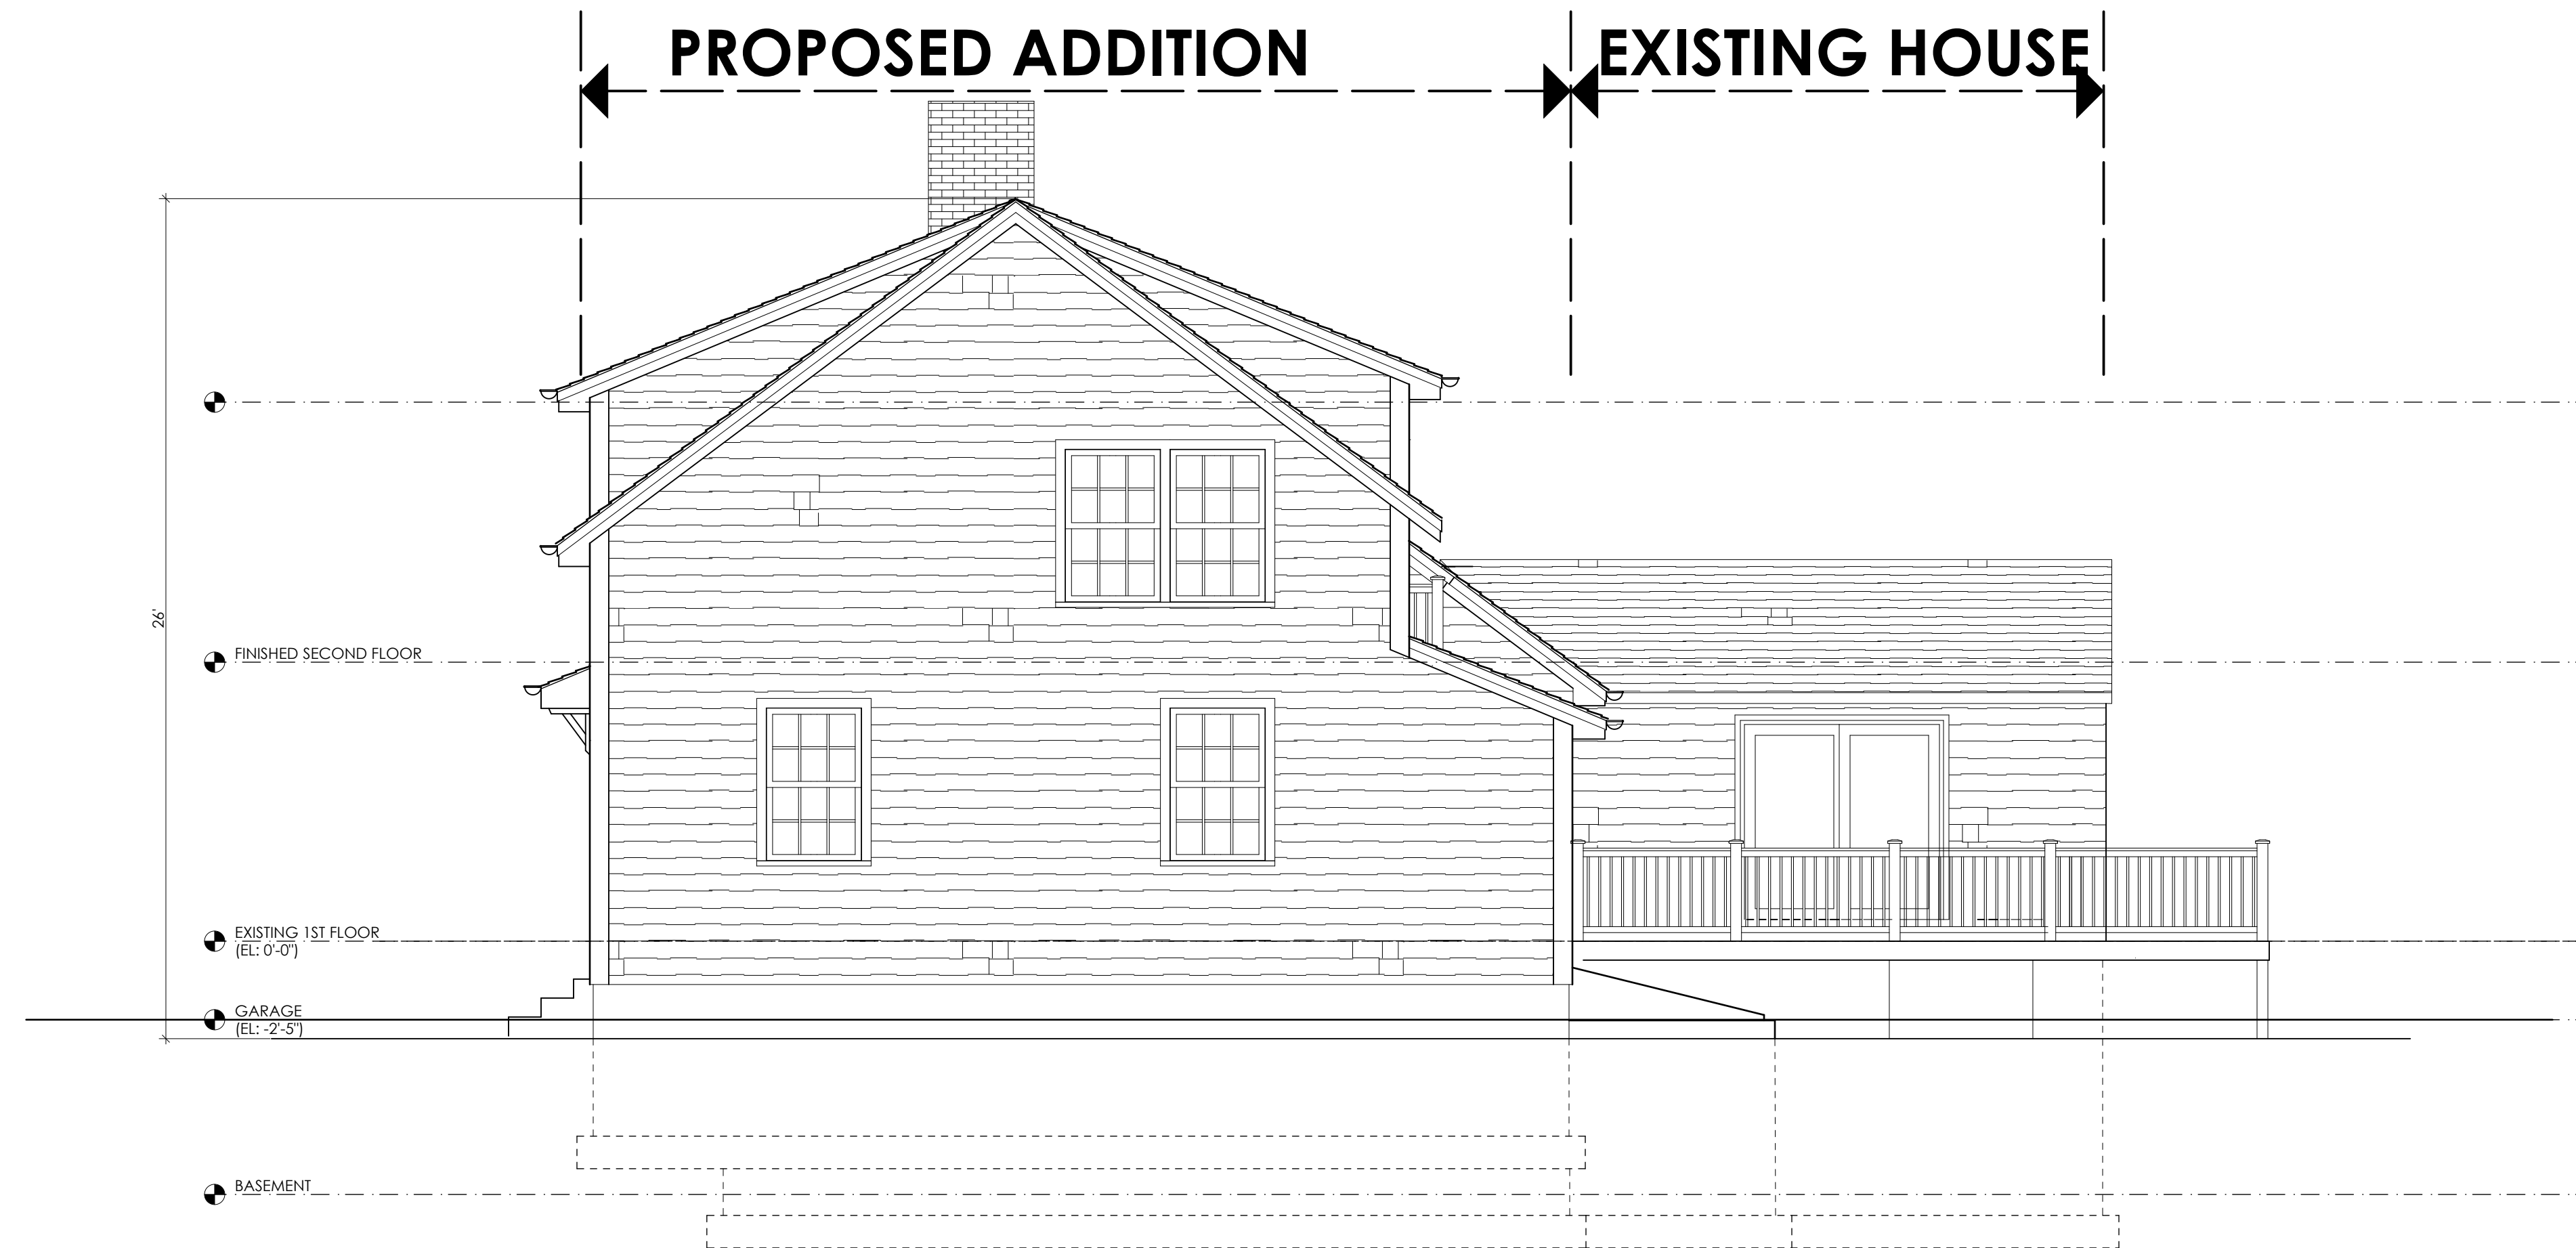 PROPOSED ADDITION
EXISTING HOUSE
26'
FINISHED SECOND FLOOR
EXISTING 1ST FLOOR
(EL: 0'-0")
GARAGE
(EL: -2'-5")
BASEMENT